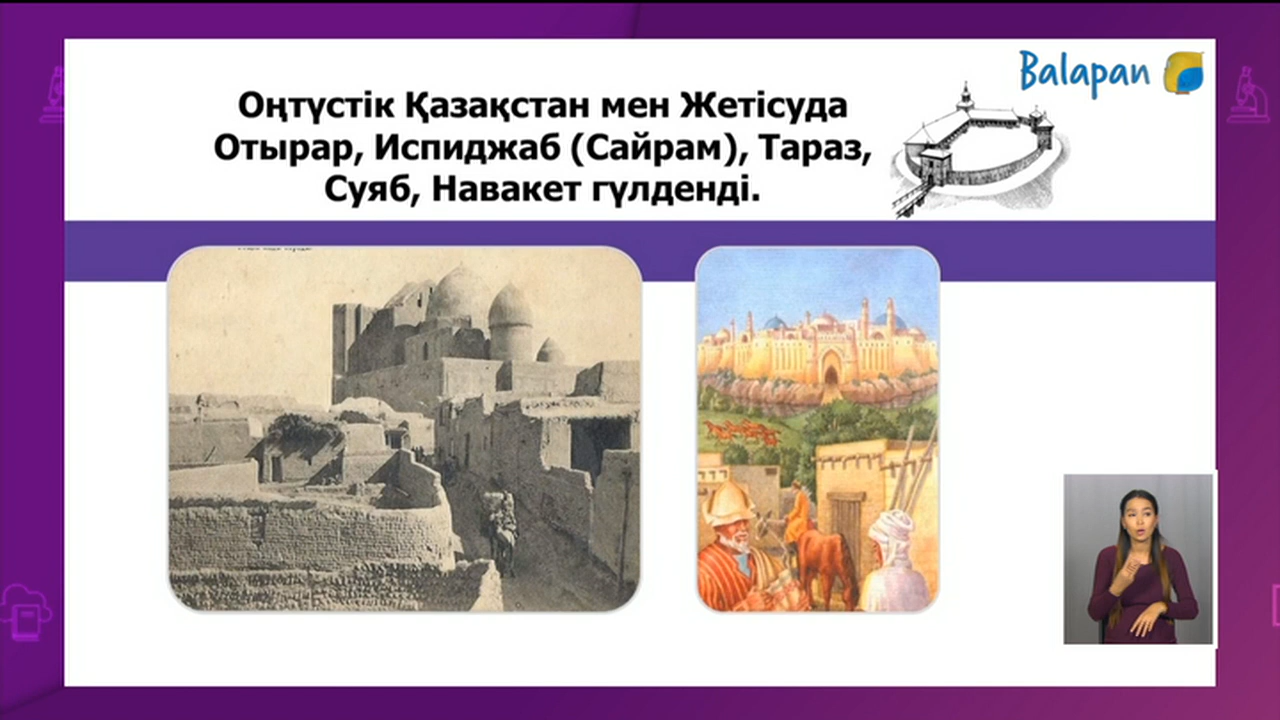 Balapan
Оңтүстік Қазақстан мен Жетісуда
Отырар, Испиджаб (Сайрам), Тараз,
Суяб, Навакет гүлденді.